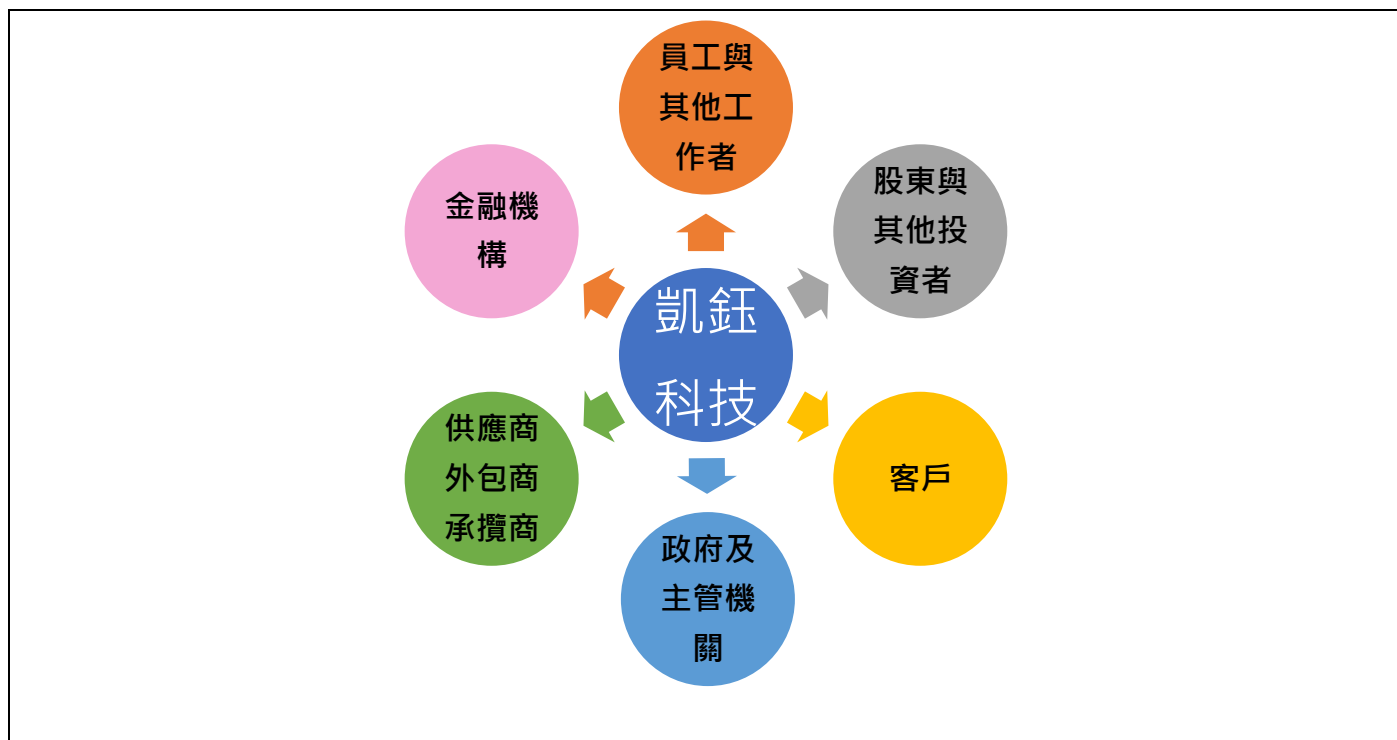 員工與
其他工
作者
金融機
構
股東與
其他投
資者
凱鈺
科技
供應商
外包商
承攬商
客戶
政府及
主管機
關